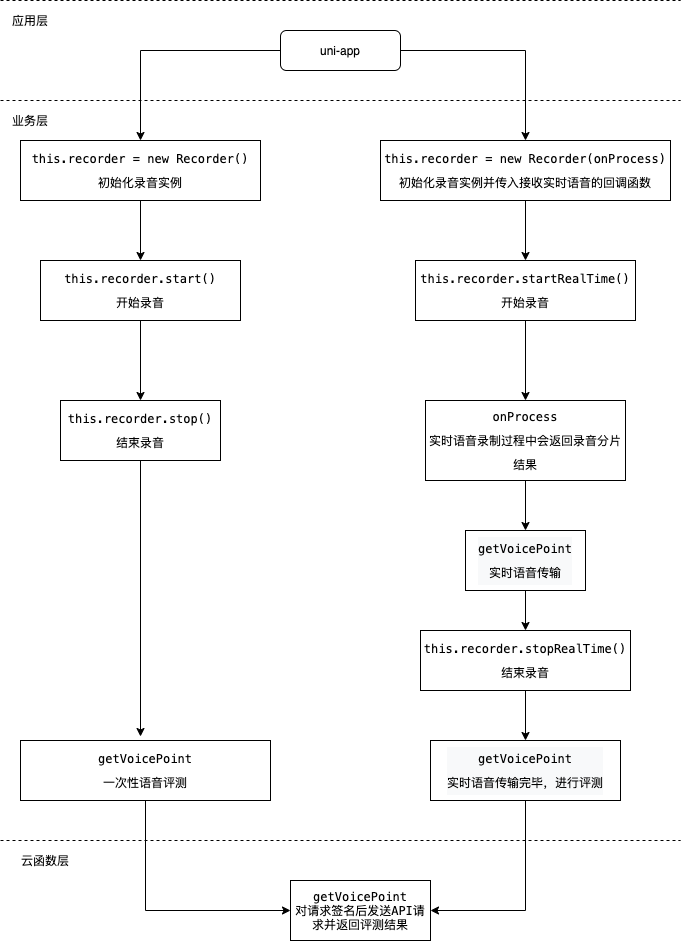 应用层
uni-app
业务层
this.recorder = new Recorder()
初始化录音实例
this.recorder = new Recorder(onProcess)
初始化录音实例并传入接收实时语音的回调函数
this.recorder.start()
开始录音
this.recorder.startRealTime()
开始录音
this.recorder.stop()
结束录音
onProcess
实时语音录制过程中会返回录音分片
结果
getVoicePoint
实时语音传输
this.recorder.stopRealTime()
结束录音
getVoicePoint
一次性语音评测
getVoicePoint
实时语音传输完毕，进行评测
云函数层
getVoicePoint
对请求签名后发送API请
求并返回评测结果